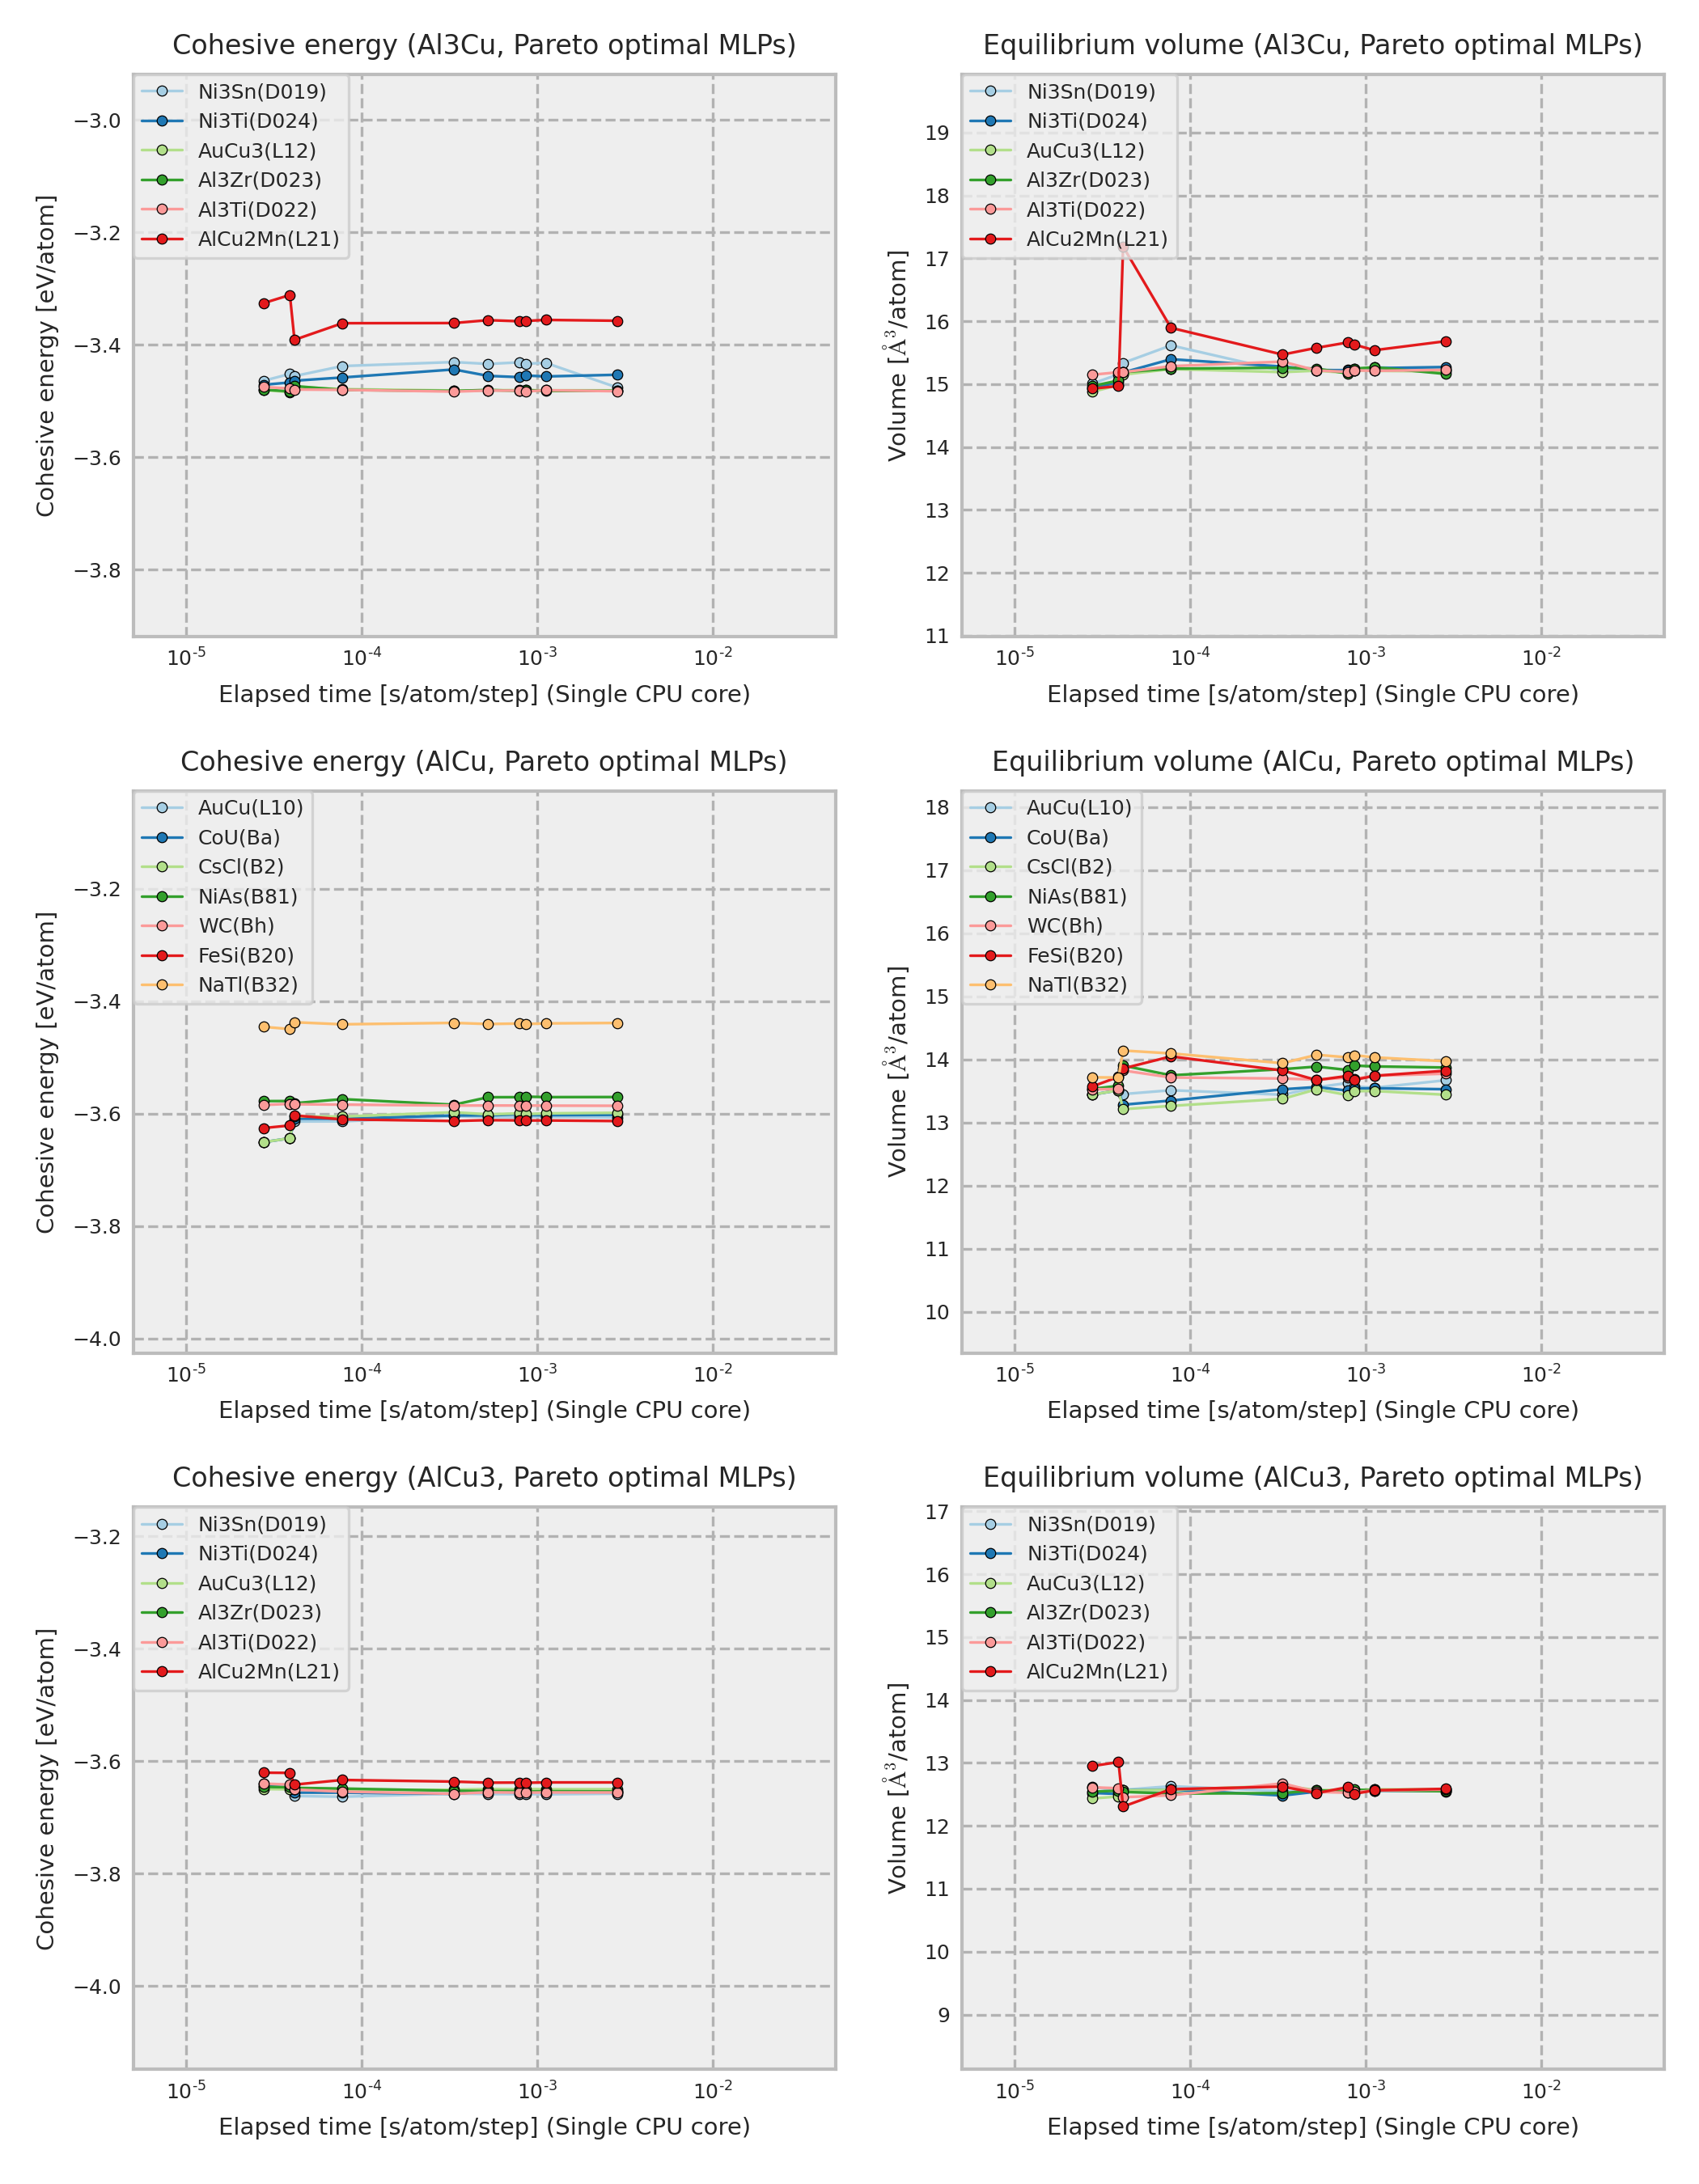 Cohesive energy (Al3Cu, Pareto optimal MLPs)
Ni3Sn(D019)
Ni3Ti(D024)
AuCu3(L12)
Al3Zr(D023)
Al3Ti(D022)
AlCu2Mn(L21)
−3.0
−3.2
−3.4
−3.6
−3.8
Cohesive energy [eV/atom]
10^-5
10^-4
10^-3
10^-2
Elapsed time [s/atom/step] (Single CPU core)
Equilibrium volume (Al3Cu, Pareto optimal MLPs)
Ni3Sn(D019)
Ni3Ti(D024)
AuCu3(L12)
Al3Zr(D023)
Al3Ti(D022)
AlCu2Mn(L21)
19
18
17
16
15
14
13
12
11
Volume [Å^3/atom]
10^-5
10^-4
10^-3
10^-2
Elapsed time [s/atom/step] (Single CPU core)
Cohesive energy (AlCu, Pareto optimal MLPs)
AuCu(L10)
CoU(Ba)
CsCl(B2)
NiAs(B81)
WC(Bh)
FeSi(B20)
NaTl(B32)
−3.2
−3.4
−3.6
−3.8
−4.0
Cohesive energy [eV/atom]
10^-5
10^-4
10^-3
10^-2
Elapsed time [s/atom/step] (Single CPU core)
Equilibrium volume (AlCu, Pareto optimal MLPs)
AuCu(L10)
CoU(Ba)
CsCl(B2)
NiAs(B81)
WC(Bh)
FeSi(B20)
NaTl(B32)
18
17
16
15
14
13
12
11
10
Volume [Å^3/atom]
10^-5
10^-4
10^-3
10^-2
Elapsed time [s/atom/step] (Single CPU core)
Cohesive energy (AlCu3, Pareto optimal MLPs)
Ni3Sn(D019)
Ni3Ti(D024)
AuCu3(L12)
Al3Zr(D023)
Al3Ti(D022)
AlCu2Mn(L21)
−3.2
−3.4
−3.6
−3.8
−4.0
Cohesive energy [eV/atom]
10^-5
10^-4
10^-3
10^-2
Elapsed time [s/atom/step] (Single CPU core)
Equilibrium volume (AlCu3, Pareto optimal MLPs)
Ni3Sn(D019)
Ni3Ti(D024)
AuCu3(L12)
Al3Zr(D023)
Al3Ti(D022)
AlCu2Mn(L21)
17
16
15
14
13
12
11
10
9
Volume [Å^3/atom]
10^-5
10^-4
10^-3
10^-2
Elapsed time [s/atom/step] (Single CPU core)